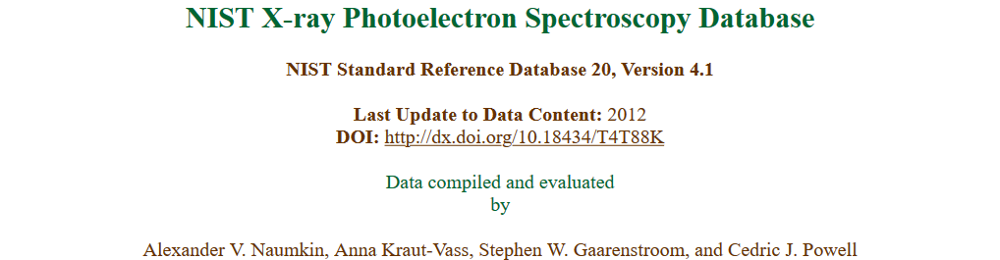 NIST X-ray Photoelectron Spectroscopy Database
NIST Standard Reference Database 20, Version 4.1
Last Update to Data Content: 2012
DOI: http://dx.doi.org/10.18434/T4T88K
Data compiled and evaluated
by
Alexander V. Naumkin, Anna Kraut-Vass, Stephen W. Gaarenstroom, and Cedric J. Powell